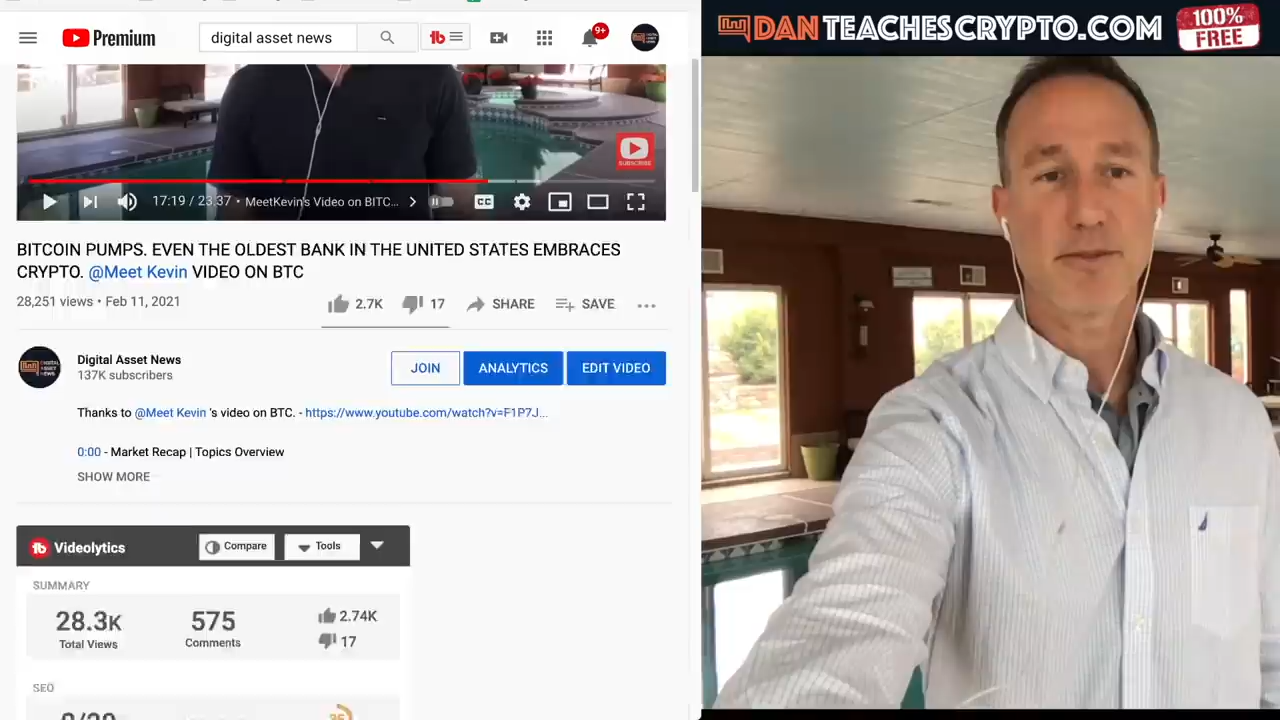 Premium
digital asset news
9+
SUBSCRIBE
17:19 / 23:37 • MeetKevin's Video on BITC...
CC
BITCOIN PUMPS. EVEN THE OLDEST BANK IN THE UNITED STATES EMBRACES
CRYPTO. @Meet Kevin VIDEO ON BTC
28,251 views • Feb 11, 2021
2.7K
17
SHARE
SAVE
Digital Asset News
137K subscribers
JOIN
ANALYTICS
EDIT VIDEO
Thanks to @Meet Kevin 's video on BTC. - https://www.youtube.com/watch?v=F1P7J...
0:00 - Market Recap | Topics Overview
SHOW MORE
Videolytics
Compare
Tools
SUMMARY
28.3K
Total Views
575
Comments
2.74K
17
SEO
DANTEACHESCRYPTO.COM
100%
FREE